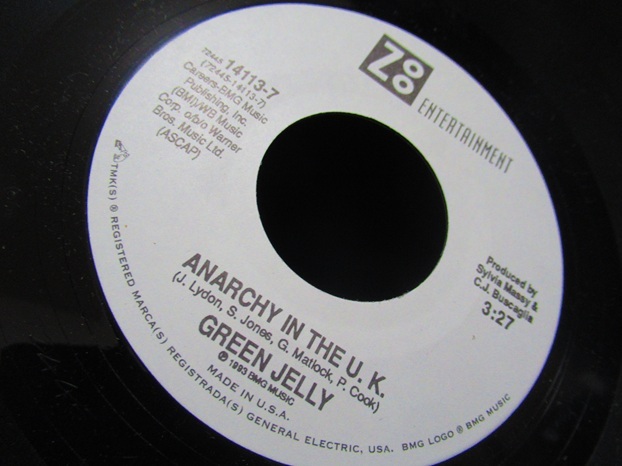 ZOO
ENTERTAINMENT
72445 14113-7
(72445-14113-7)
Careers-BMG Music
Publishing, Inc.
(BMI)/WB Music
Corp. o/b/o Warner
Bros. Music Ltd.
(ASCAP)
Produced by
Sylvia Massy &
C.J. Buscaglia
3:27
ANARCHY IN THE U. K.
(J. Lydon, S. Jones, G. Matlock, P. Cook)
GREEN JELLY
℗ 1993 BMG MUSIC
MADE IN U.S.A.
TMK(S) ® REGISTERED MARCA(S) REGISTRADA(S) GENERAL ELECTRIC, USA. BMG LOGO ® BMG MUSIC